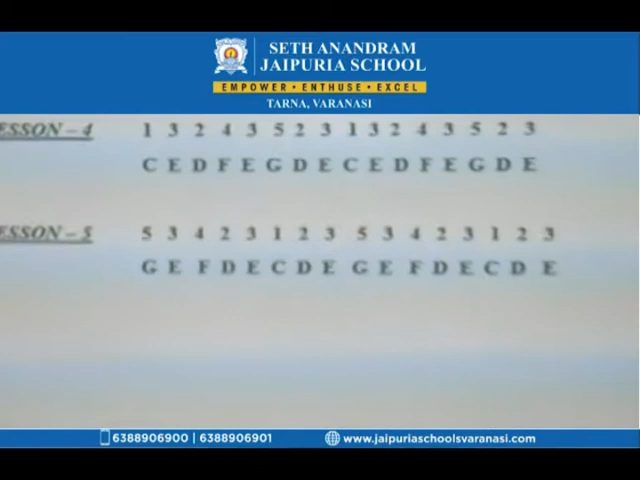 SETH ANANDRAM
JAIPURIA SCHOOL
EMPOWER • ENTHUSE • EXCEL
TARNA, VARANASI
ESSON – 4 1 3 2 4 3 5 2 3 1 3 2 4 3 5 2 3
C E D F E G D E C E D F E G D E
ESSON – 5 5 3 4 2 3 1 2 3 5 3 4 2 3 1 2 3
G E F D E C D E G E F D E C D E
6388906900 | 6388906901
www.jaipuriaschoolsvaranasi.com